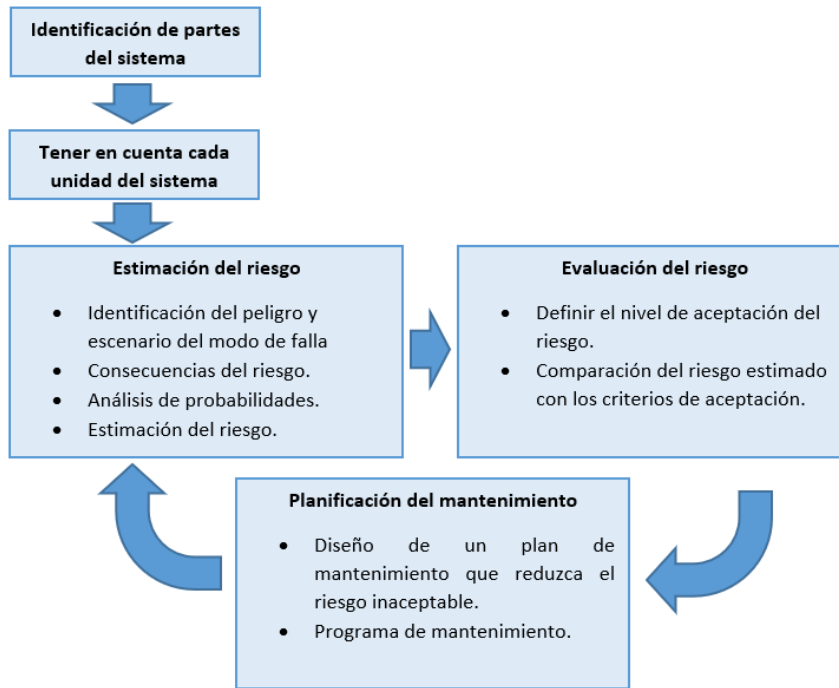 Identificación de partes
del sistema
Tener en cuenta cada
unidad del sistema
Estimación del riesgo
• Identificación del peligro y
escenario del modo de falla
• Consecuencias del riesgo.
• Análisis de probabilidades.
• Estimación del riesgo.
Evaluación del riesgo
• Definir el nivel de aceptación del
riesgo.
• Comparación del riesgo estimado
con los criterios de aceptación.
Planificación del mantenimiento
• Diseño de un plan de
mantenimiento que reduzca el
riesgo inaceptable.
• Programa de mantenimiento.